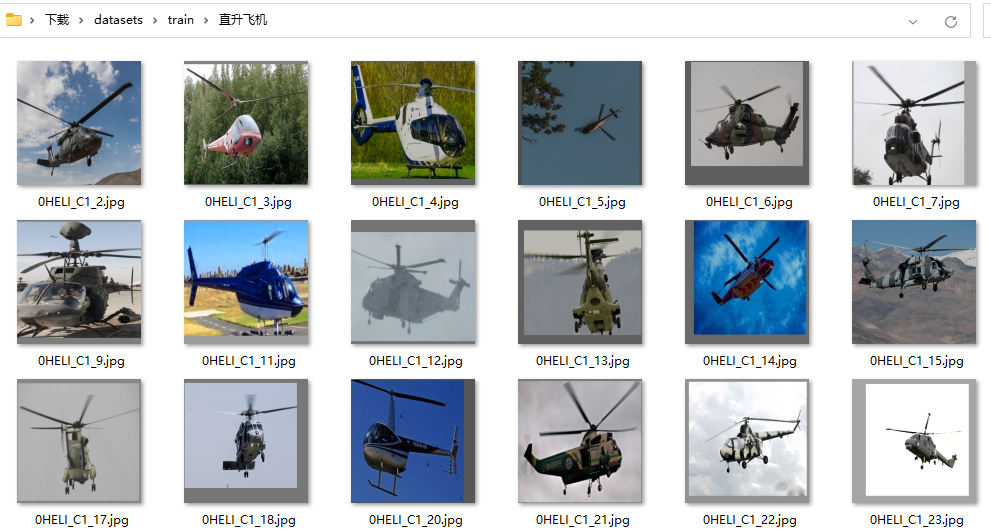 下载 datasets train 直升飞机
0HELI_C1_2.jpg 0HELI_C1_3.jpg 0HELI_C1_4.jpg 0HELI_C1_5.jpg 0HELI_C1_6.jpg 0HELI_C1_7.jpg
0HELI_C1_9.jpg 0HELI_C1_11.jpg 0HELI_C1_12.jpg 0HELI_C1_13.jpg 0HELI_C1_14.jpg 0HELI_C1_15.jpg
0HELI_C1_17.jpg 0HELI_C1_18.jpg 0HELI_C1_20.jpg 0HELI_C1_21.jpg 0HELI_C1_22.jpg 0HELI_C1_23.jpg